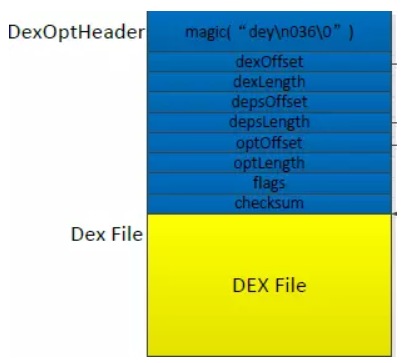 DexOptHeader
magic( “dey\n036\0” )
dexOffset
dexLength
depsOffset
depsLength
optOffset
optLength
flags
checksum
Dex File
DEX File